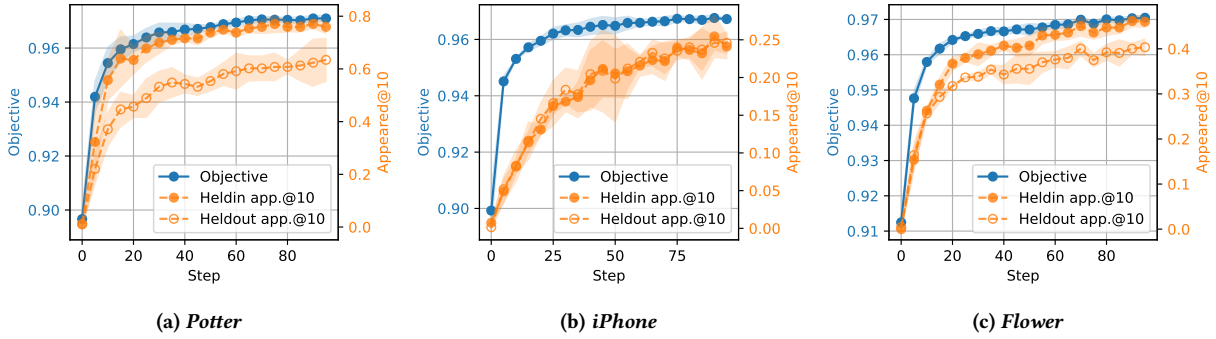 0.96
0.94
0.92
0.90
Objective
0.8
0.6
0.4
0.2
0.0
Appeared@10
Objective
Heldin app.@10
Heldout app.@10
0 20 40 60 80
Step
(a) Potter
0.96
0.94
0.92
0.90
Objective
0.25
0.20
0.15
0.10
0.05
0.00
Appeared@10
Objective
Heldin app.@10
Heldout app.@10
0 25 50 75
Step
(b) iPhone
0.97
0.96
0.95
0.94
0.93
0.92
0.91
Objective
0.4
0.3
0.2
0.1
0.0
Appeared@10
Objective
Heldin app.@10
Heldout app.@10
0 20 40 60 80
Step
(c) Flower